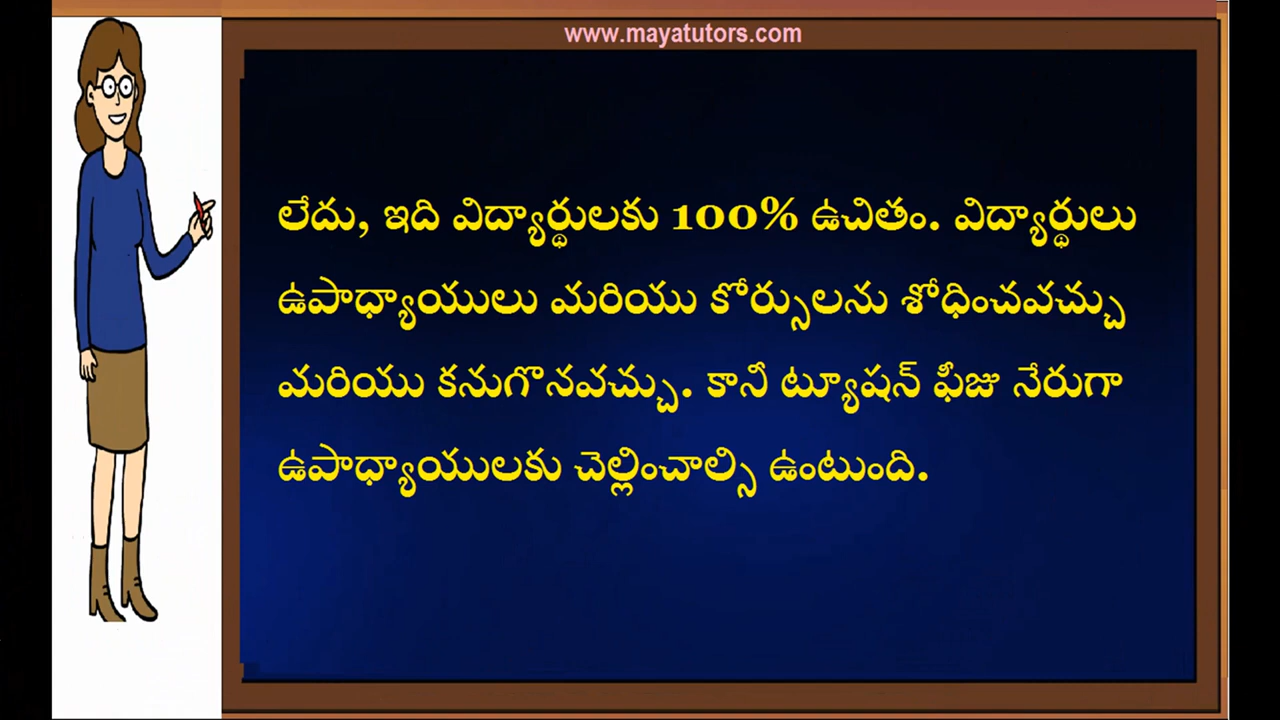 www.mayatutors.com
లేదు, ఇది విద్యార్థులకు 100% ఉచితం. విద్యార్థులు
ఉపాధ్యాయులు మరియు కోర్సులను శోధించవచ్చు
మరియు కనుగొనవచ్చు. కానీ ట్యూషన్ ఫీజు నేరుగా
ఉపాధ్యాయులకు చెల్లించాల్సి ఉంటుంది.